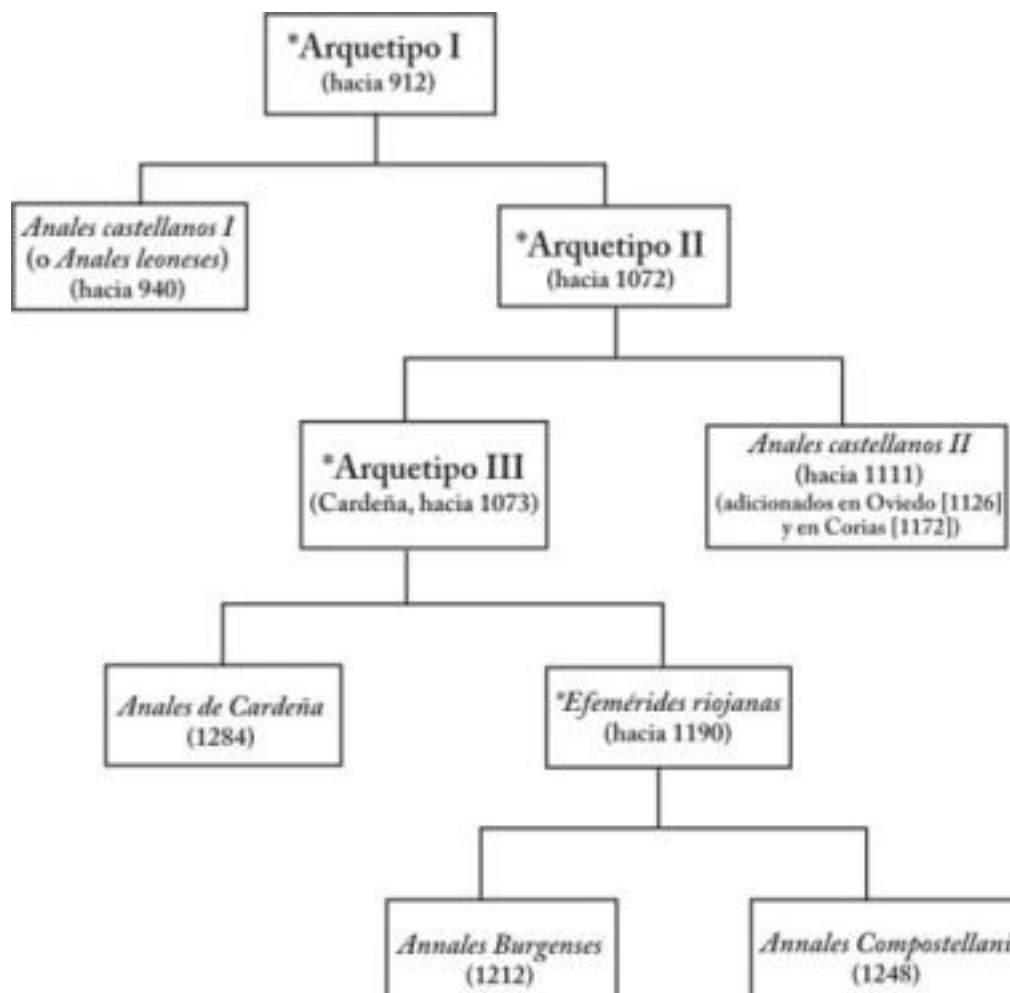 *Arquetipo I
(hacia 912)
Anales castellanos I
(o Anales leoneses)
(hacia 940)
*Arquetipo II
(hacia 1072)
*Arquetipo III
(Cardeña, hacia 1073)
Anales castellanos II
(hacia 1111)
(adicionados en Oviedo [1126]
y en Corias [1172])
Anales de Cardeña
(1284)
*Efemérides riojanas
(hacia 1190)
Annales Burgenses
(1212)
Annales Compostellani
(1248)